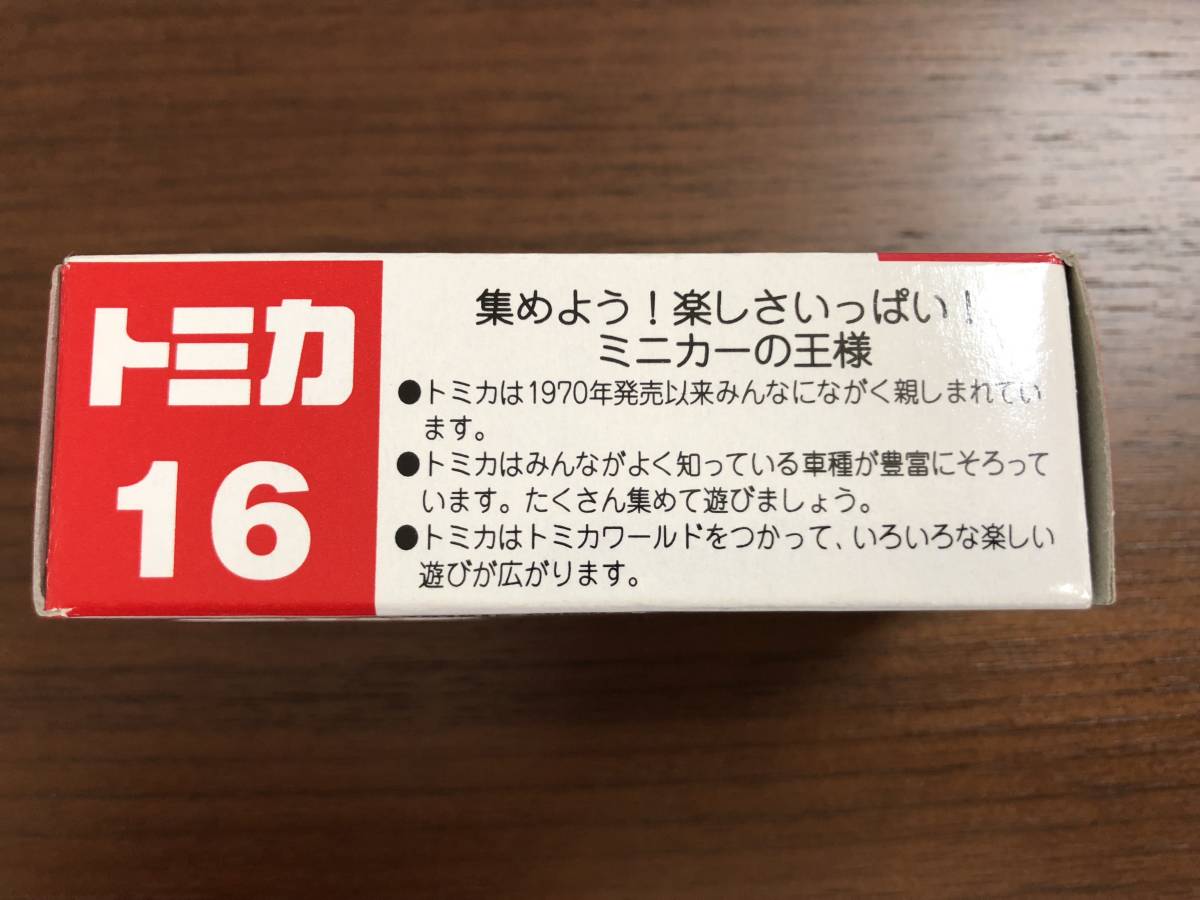 トミカ
16
集めよう!楽しさいっぱい!
ミニカーの王様
●トミカは1970年発売以来みんなにながく親しまれてい
ます。
●トミカはみんながよく知っている車種が豊富にそろって
います。たくさん集めて遊びましょう。
●トミカはトミカワールドをつかって、いろいろな楽しい
遊びが広がります。